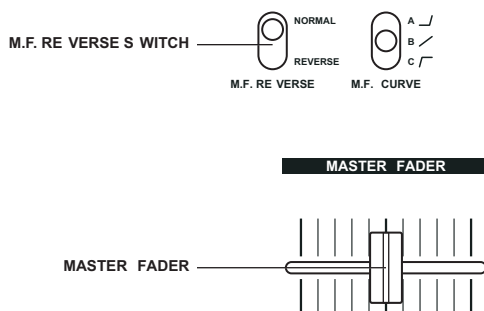 NORMAL
A
M.F. RE VERSE S WITCH
B
REVERSE
C
M.F. RE VERSE
M.F. CURVE
MASTER FADER
MASTER FADER